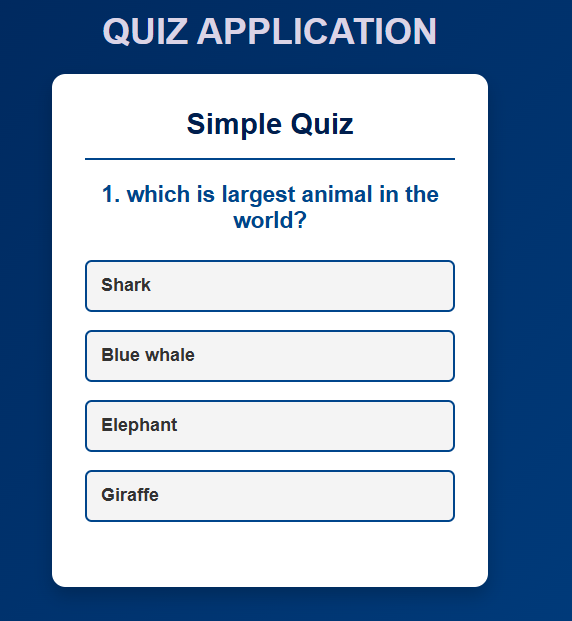 QUIZ APPLICATION
Simple Quiz
1. which is largest animal in the
world?
Shark
Blue whale
Elephant
Giraffe